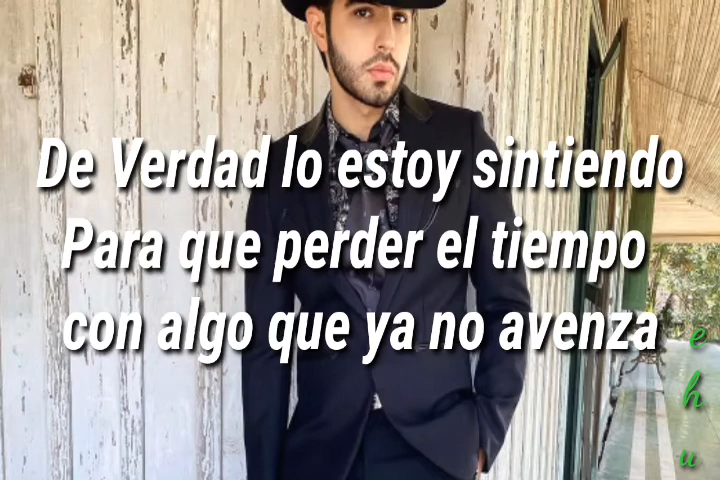 De Verdad lo estoy sintiendo
Para que perder el tiempo
con algo que ya no avenza
e
h
u